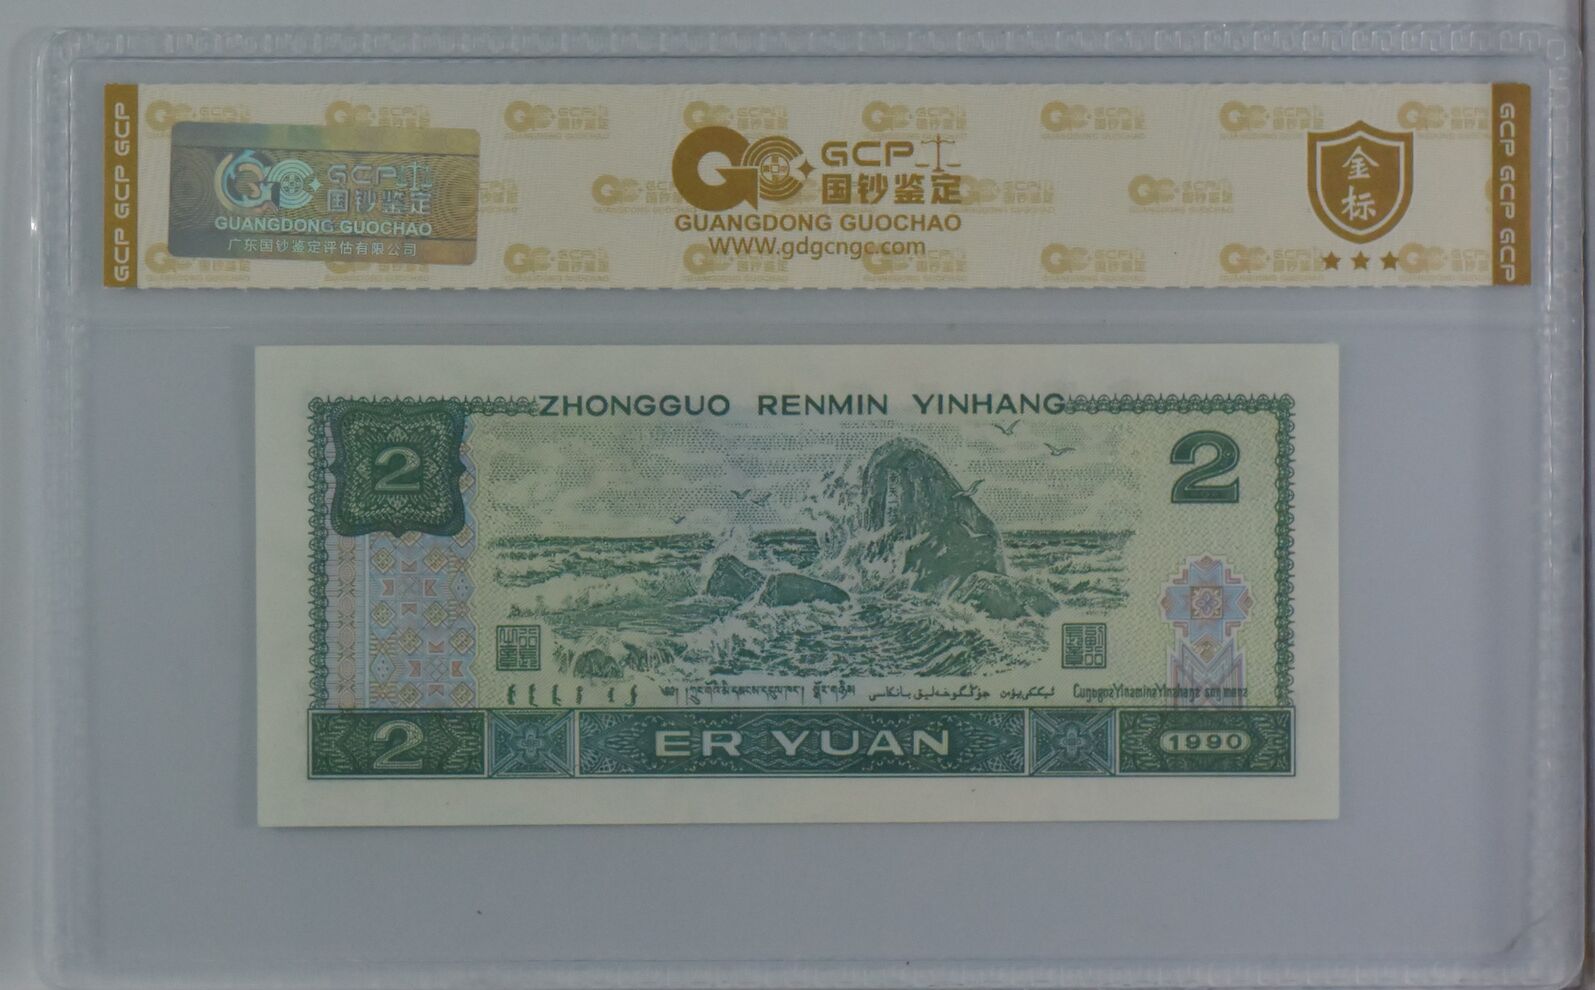 GCP GCP GCP
GCP
国钞鉴定
GUANGDONG GUOCHAO
广东国钞鉴定评估有限公司
GCP
国钞鉴定
GUANGDONG GUOCHAO
WWW.gdgcngc.com
金标
GCP GCP GCP
ZHONGGUO RENMIN YINHANG
2
2
2
ER YUAN
1990